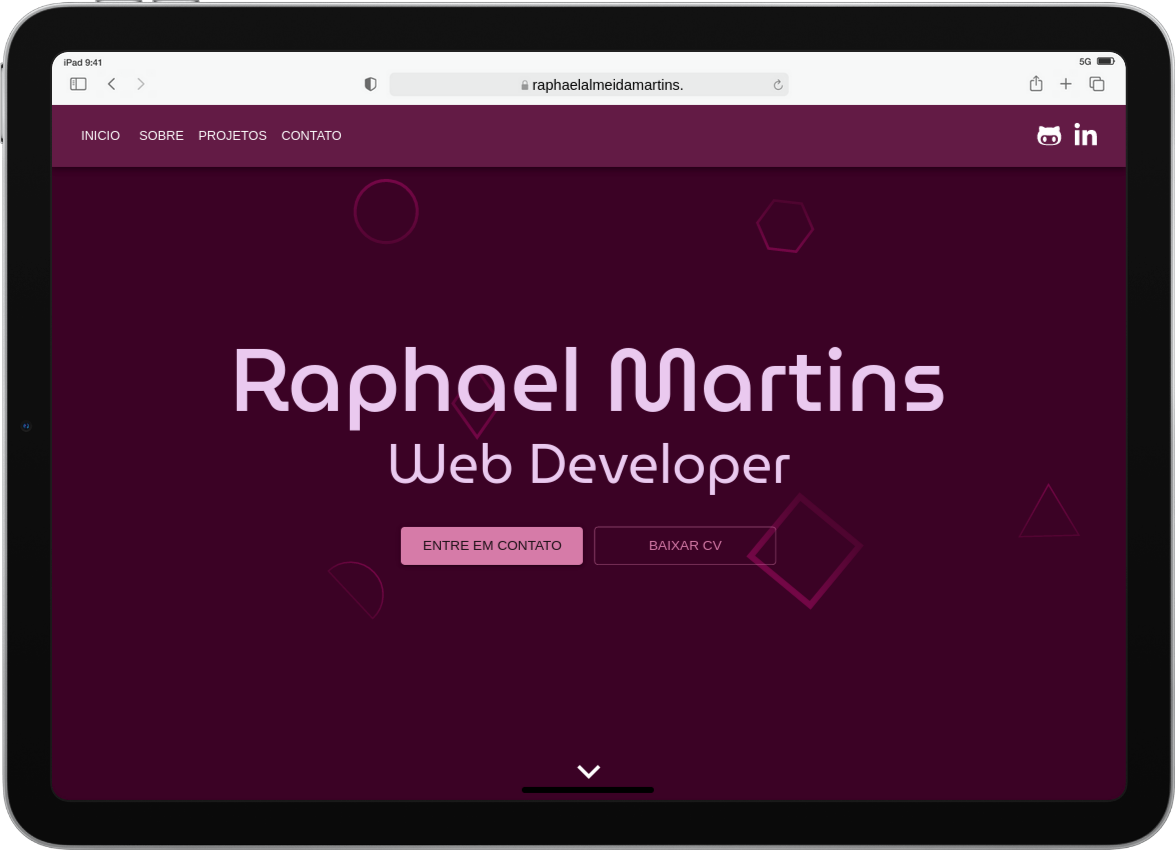 iPad 9:41
5G
raphaelalmeidamartins.
INICIO SOBRE PROJETOS CONTATO
in
Raphael Martins
Web Developer
ENTRE EM CONTATO BAIXAR CV